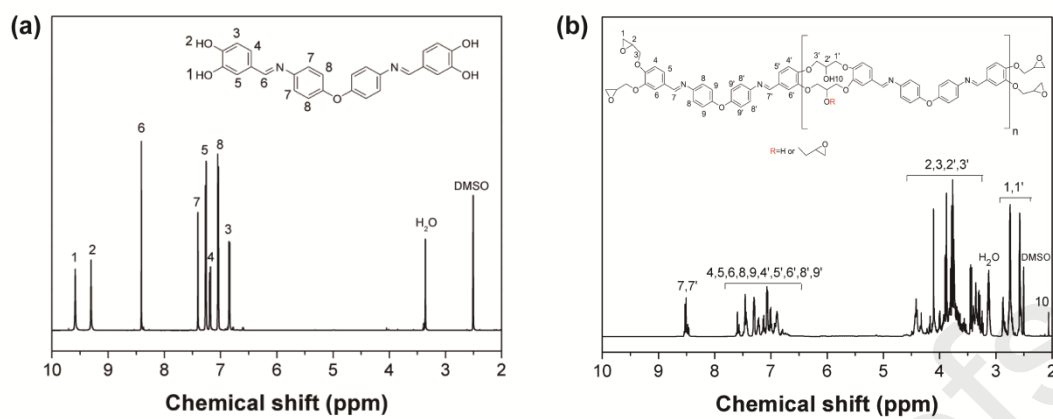 (a)
2 HO
3
4
1 HO
5
6
N
7
8
7
8
O
N
OH
OH
6
5
8
7
4
3
1
2
H2O
DMSO
10 9 8 7 6 5 4 3 2
Chemical shift (ppm)
(b)
1
O
2
3
O
4
5
O
6
7
N
8
9
8
9
O
9'
8'
9'
8'
N
7'
5'
4'
6'
O
O
3'
2'
1'
OH10
OR
O
O
N
O
N
O
O
O
O
n
R=H or
O
2,3,2',3'
1,1'
4,5,6,8,9,4',5',6',8',9'
7,7'
H2O
DMSO
10
10 9 8 7 6 5 4 3 2
Chemical shift (ppm)